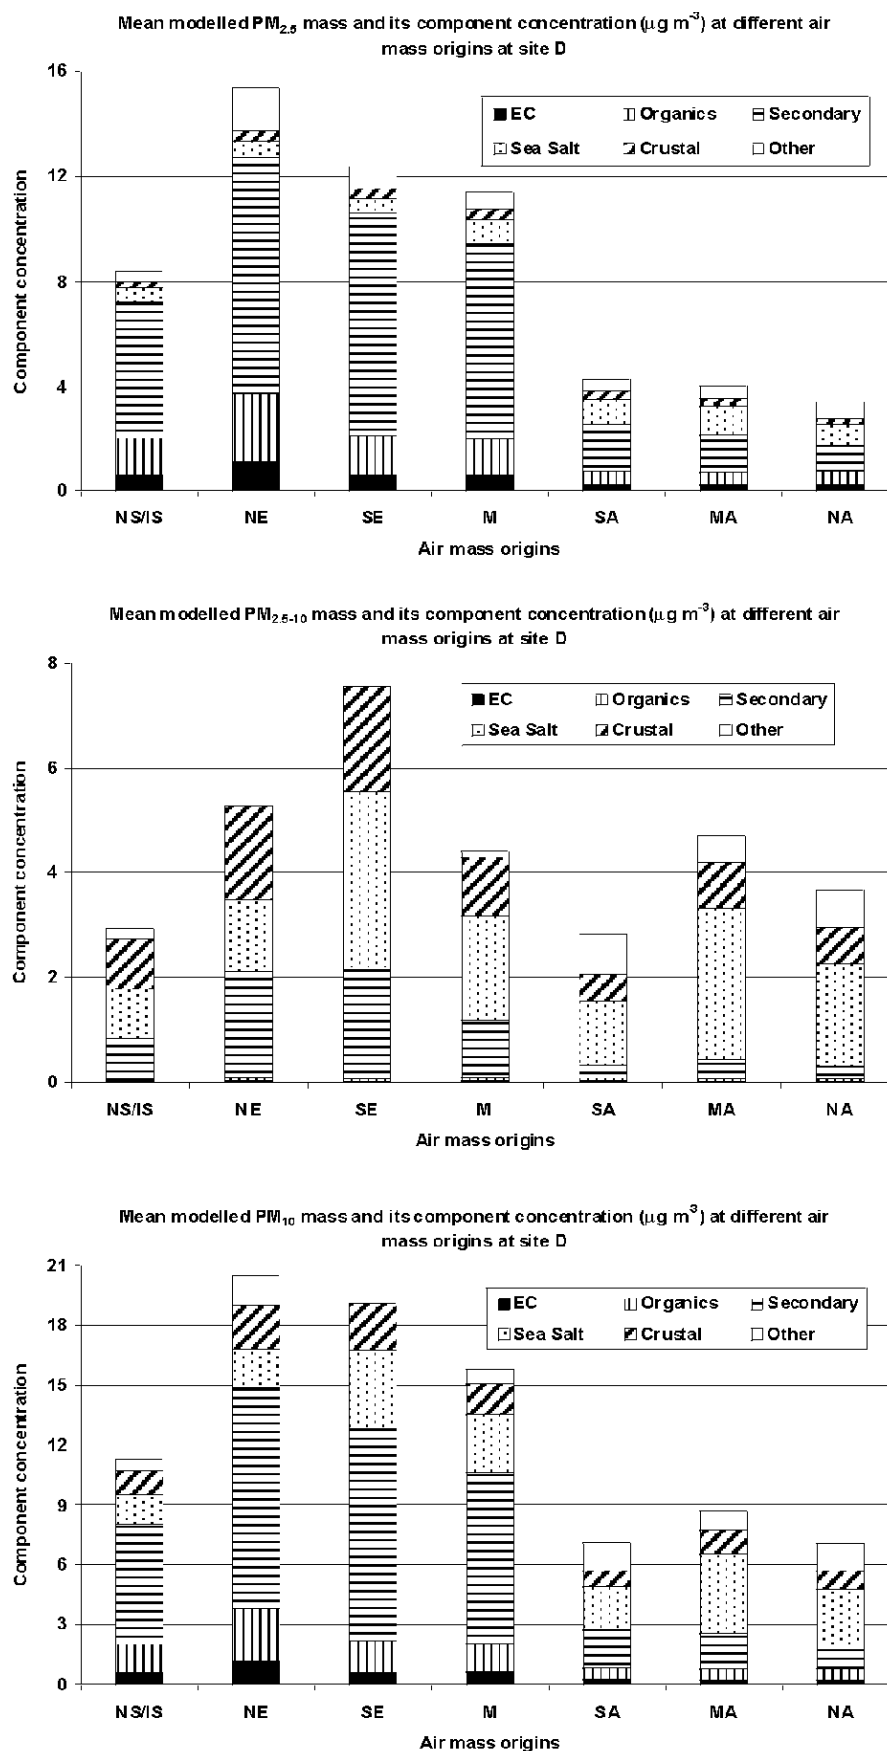 Mean modelled PM2.5 mass and its component concentration (μg m-3) at different air
mass origins at site D
16
12
8
4
0
Component concentration
EC Organics Secondary
Sea Salt Crustal Other
NS/IS NE SE M SA MA NA
Air mass origins
Mean modelled PM2.5-10 mass and its component concentration (μg m-3) at different air
mass origins at site D
8
6
4
2
0
Component concentration
EC Organics Secondary
Sea Salt Crustal Other
NS/IS NE SE M SA MA NA
Air mass origins
Mean modelled PM10 mass and its component concentration (μg m-3) at different air
mass origins at site D
21
18
15
12
9
6
3
0
Component concentration
EC Organics Secondary
Sea Salt Crustal Other
NS/IS NE SE M SA MA NA
Air mass origins